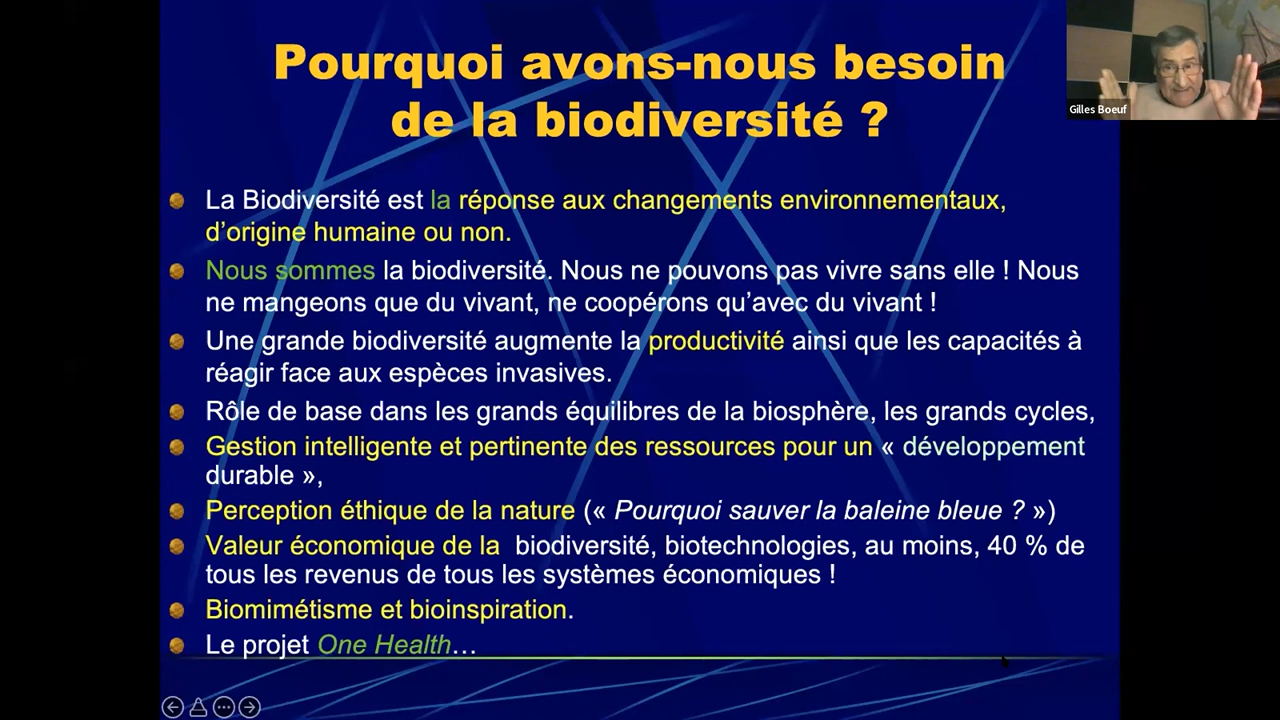 Pourquoi avons-nous besoin
de la biodiversité ?
Gilles Boeuf
La Biodiversité est la réponse aux changements environnementaux,
d'origine humaine ou non.
Nous sommes la biodiversité. Nous ne pouvons pas vivre sans elle ! Nous
ne mangeons que du vivant, ne coopérons qu'avec du vivant !
Une grande biodiversité augmente la productivité ainsi que les capacités à
réagir face aux espèces invasives.
Rôle de base dans les grands équilibres de la biosphère, les grands cycles,
Gestion intelligente et pertinente des ressources pour un « développement
durable »,
Perception éthique de la nature (« Pourquoi sauver la baleine bleue ? »)
Valeur économique de la biodiversité, biotechnologies, au moins, 40 % de
tous les revenus de tous les systèmes économiques !
Biomimétisme et bioinspiration.
Le projet One Health…